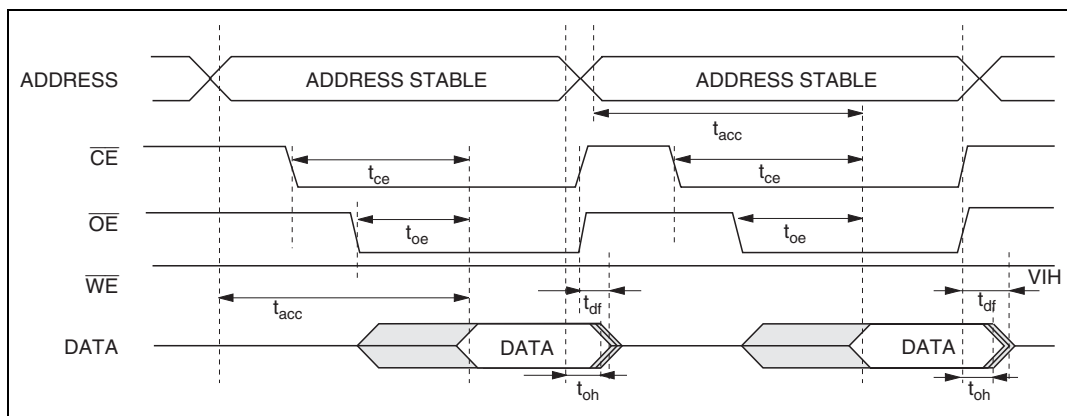 ADDRESS
ADDRESS STABLE
ADDRESS STABLE
tacc
CE
tce
tce
OE
toe
toe
WE
VIH
tacc
tdf
tdf
DATA
DATA
DATA
toh
toh